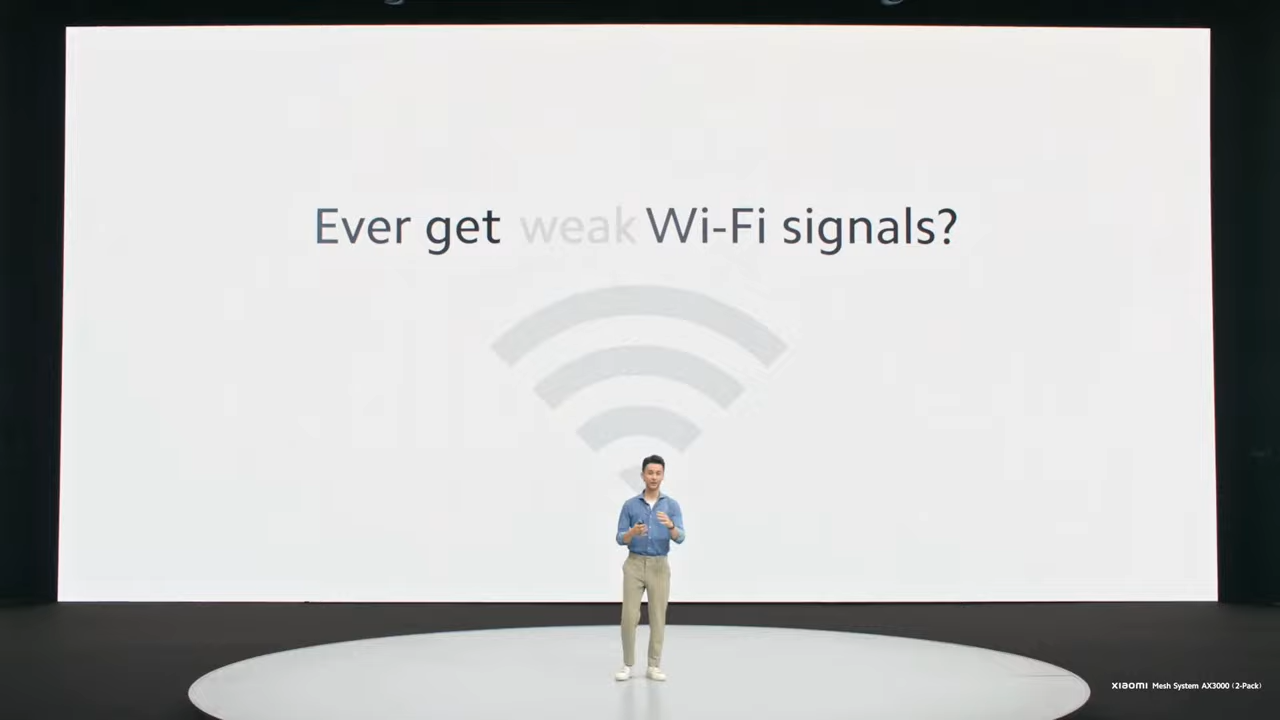 Ever get weak Wi-Fi signals?
xiaomi Mesh System AX3000 (2-Pack)